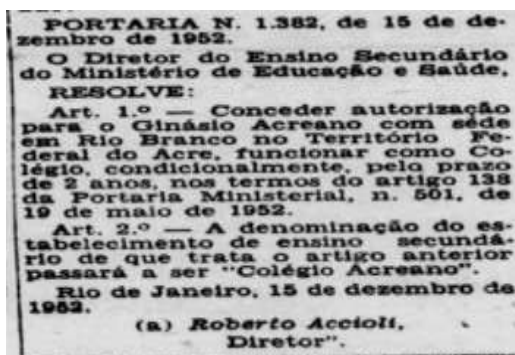 PORTARIA N. 1.382, de 15 de de-
zembro de 1952.
O Diretor do Ensino Secundário
do Ministério de Educação e Saúde,
RESOLVE:
Art. 1.º — Conceder autorização
para o Ginásio Acreano com séde
em Rio Branco no Território Fe-
deral do Acre, funcionar como Co-
légio, condicionalmente, pelo prazo
de 2 anos, nos termos do artigo 138
da Portaria Ministerial, n. 501, de
19 de maio de 1952.
Art. 2.º — A denominação do es-
tabelecimento de ensino secundá-
rio de que trata o artigo anterior
passará a ser "Colégio Acreano".
Rio de Janeiro, 15 de dezembro de
1952.
(a) Roberto Accioli,
Diretor".